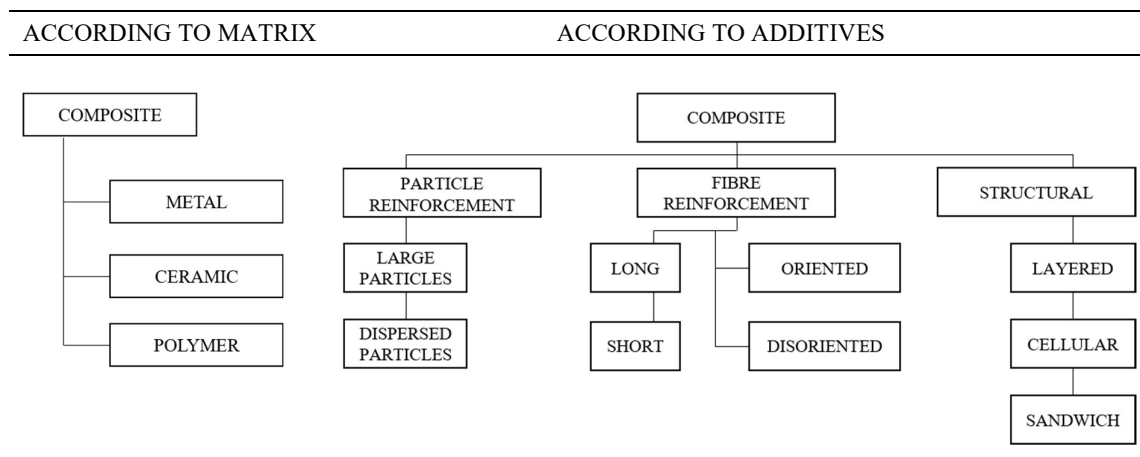 ACCORDING TO MATRIX
ACCORDING TO ADDITIVES
COMPOSITE
METAL
CERAMIC
POLYMER
COMPOSITE
PARTICLE
REINFORCEMENT
LARGE
PARTICLES
DISPERSED
PARTICLES
FIBRE
REINFORCEMENT
LONG
SHORT
ORIENTED
DISORIENTED
STRUCTURAL
LAYERED
CELLULAR
SANDWICH